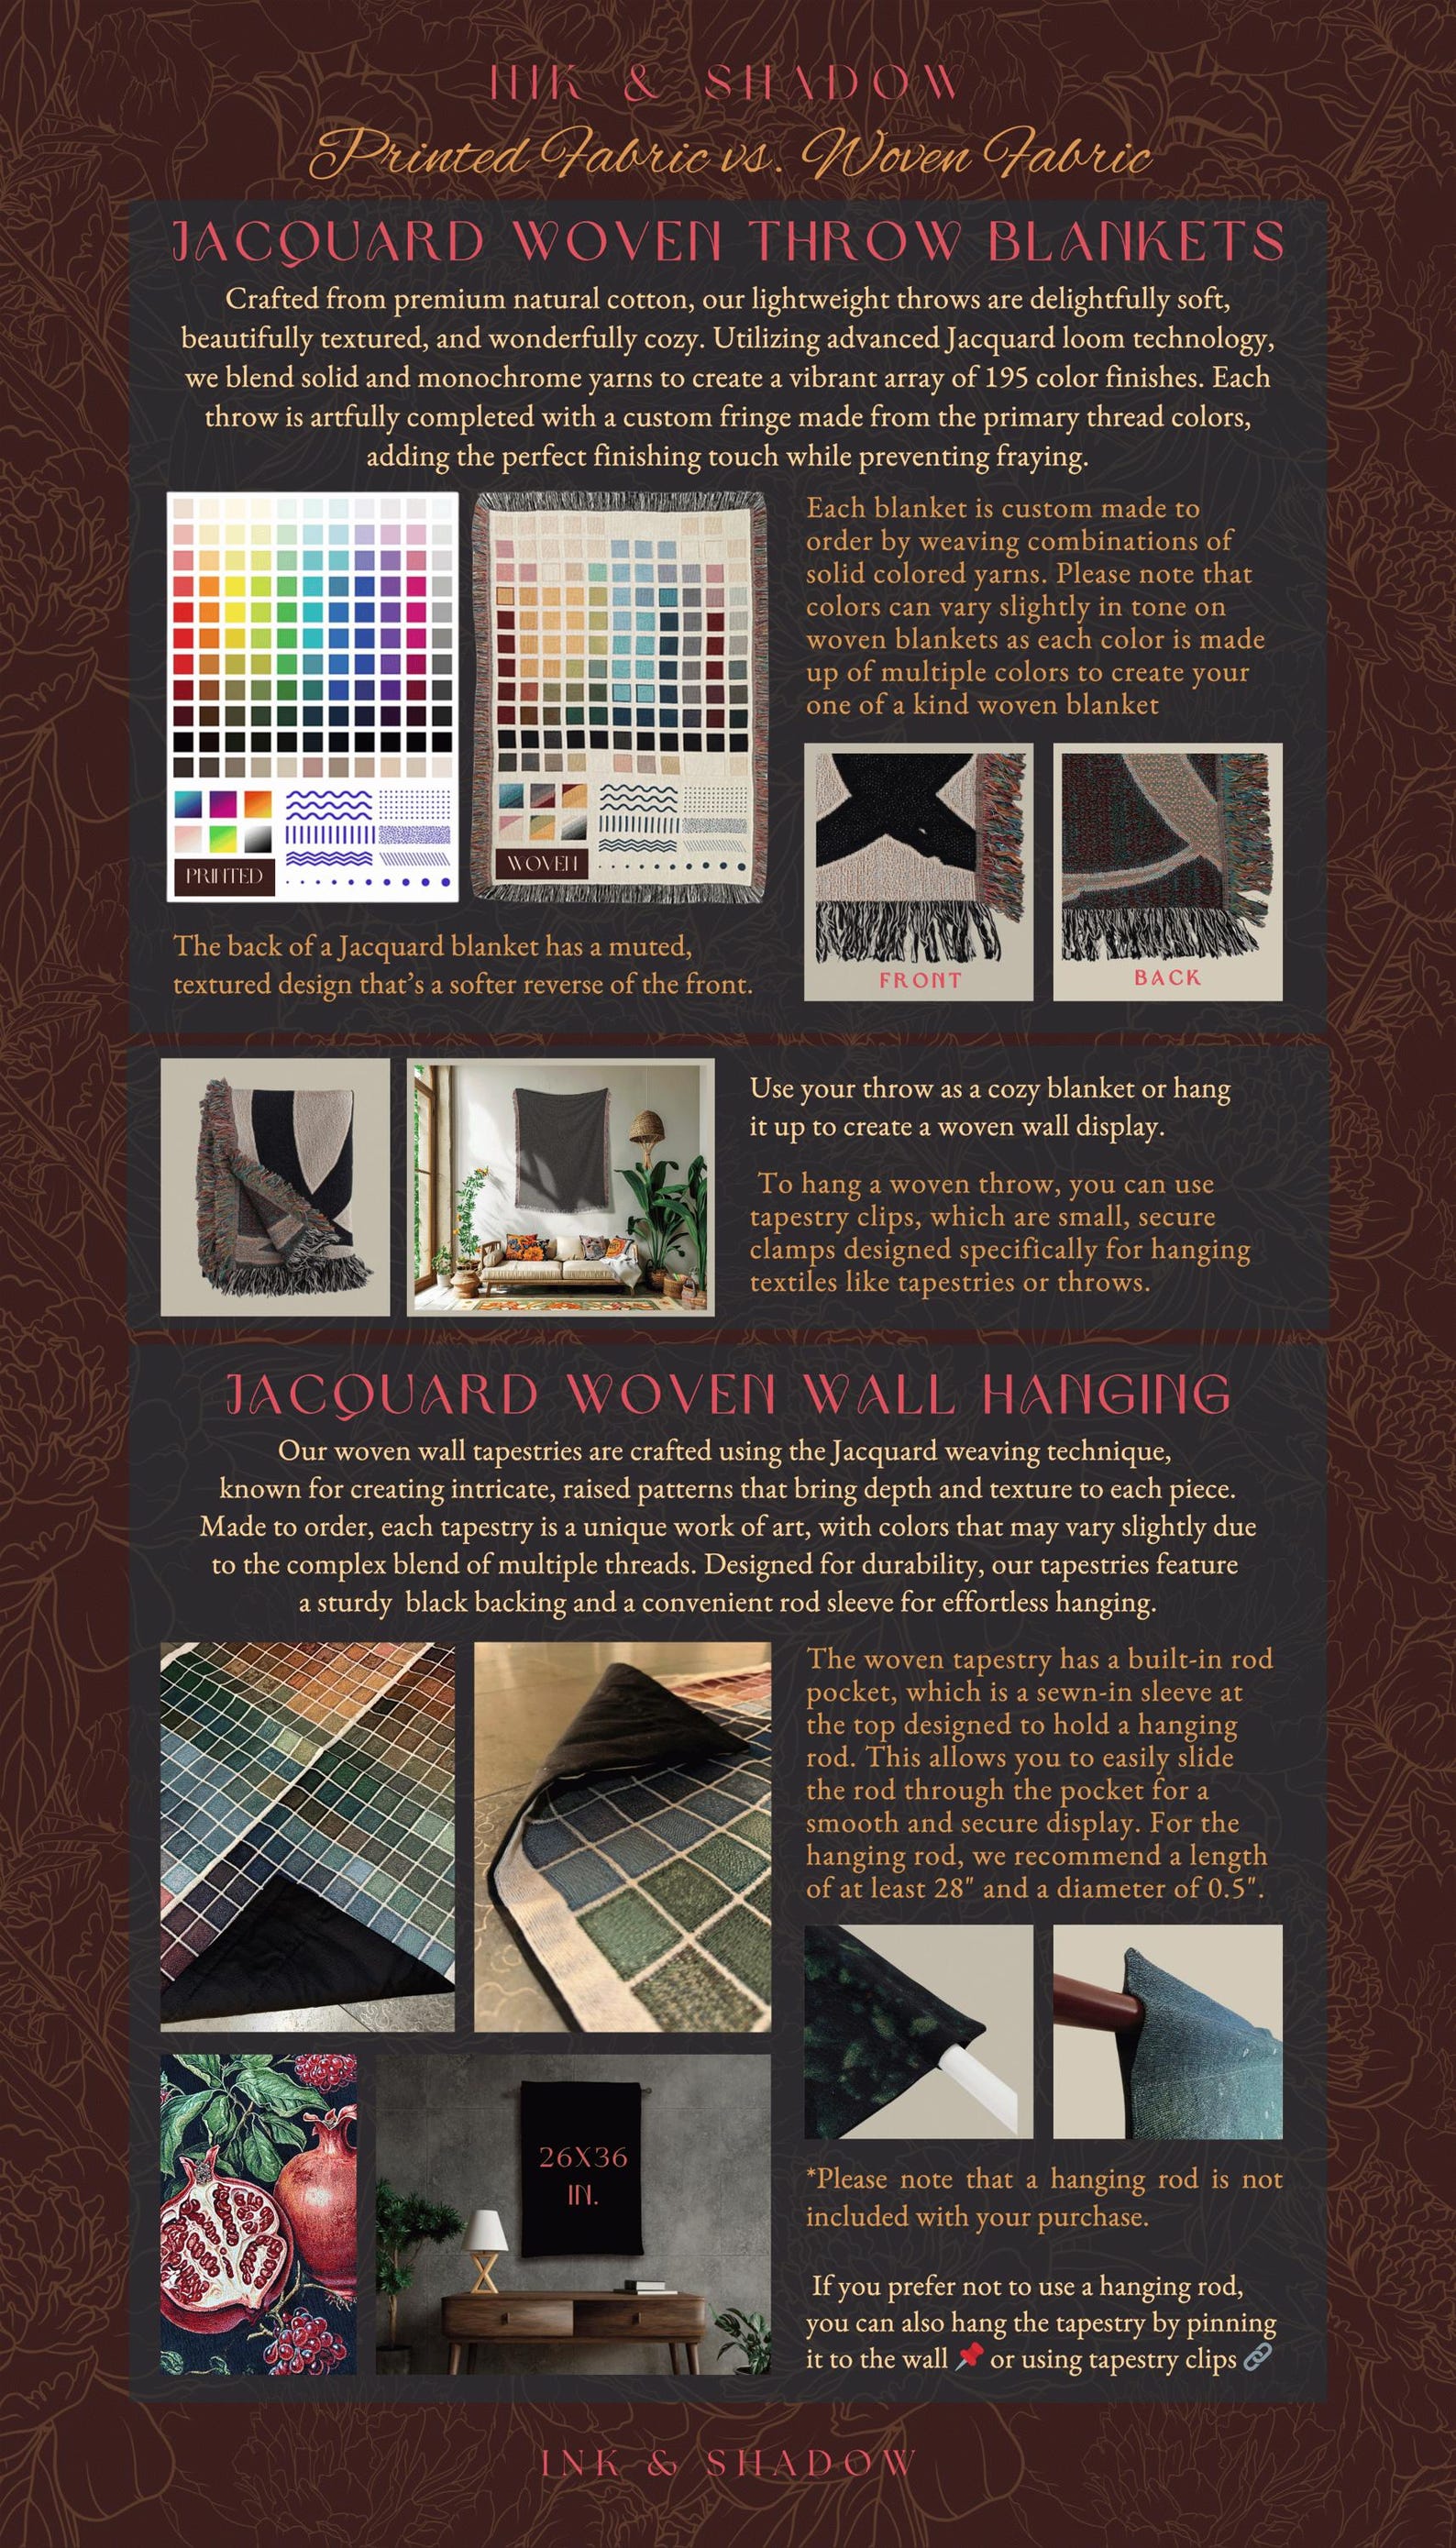 INK & SHADOW
Printed Fabric vs. Woven Fabric
JACQUARD WOVEN THROW BLANKETS
Crafted from premium natural cotton, our lightweight throws are delightfully soft,
beautifully textured, and wonderfully cozy. Utilizing advanced Jacquard loom technology,
we blend solid and monochrome yarns to create a vibrant array of 195 color finishes. Each
throw is artfully completed with a custom fringe made from the primary thread colors,
adding the perfect finishing touch while preventing fraying.
PRINTED
WOVEN
Each blanket is custom made to
order by weaving combinations of
solid colored yarns. Please note that
colors can vary slightly in tone on
woven blankets as each color is made
up of multiple colors to create your
one of a kind woven blanket
The back of a Jacquard blanket has a muted,
textured design that’s a softer reverse of the front.
FRONT
BACK
Use your throw as a cozy blanket or hang
it up to create a woven wall display.
To hang a woven throw, you can use
tapestry clips, which are small, secure
clamps designed specifically for hanging
textiles like tapestries or throws.
JACQUARD WOVEN WALL HANGING
Our woven wall tapestries are crafted using the Jacquard weaving technique,
known for creating intricate, raised patterns that bring depth and texture to each piece.
Made to order, each tapestry is a unique work of art, with colors that may vary slightly due
to the complex blend of multiple threads. Designed for durability, our tapestries feature
a sturdy black backing and a convenient rod sleeve for effortless hanging.
The woven tapestry has a built-in rod
pocket, which is a sewn-in sleeve at
the top designed to hold a hanging
rod. This allows you to easily slide
the rod through the pocket for a
smooth and secure display. For the
hanging rod, we recommend a length
of at least 28" and a diameter of 0.5".
26X36
IN.
*Please note that a hanging rod is not
included with your purchase.
If you prefer not to use a hanging rod,
you can also hang the tapestry by pinning
it to the wall 📌 or using tapestry clips 🔗
INK & SHADOW